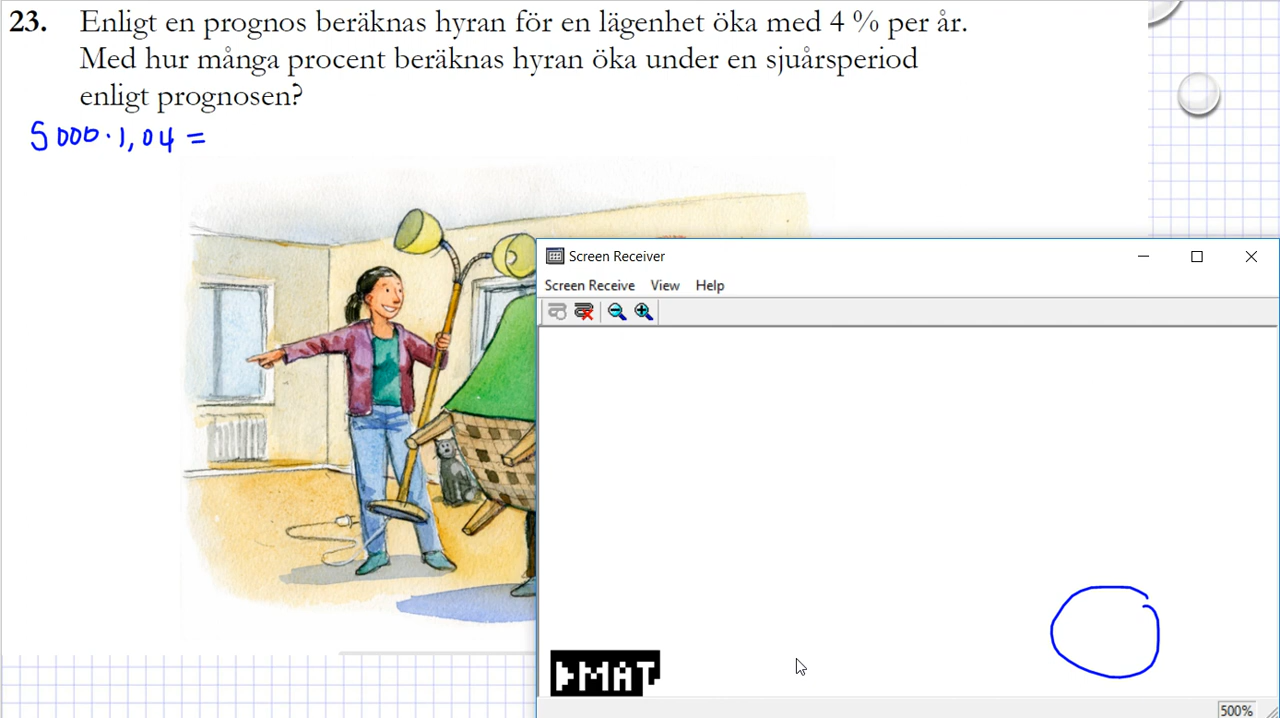 23. Enligt en prognos beräknas hyran för en lägenhet öka med 4 % per år.
Med hur många procent beräknas hyran öka under en sjuårsperiod
enligt prognosen?
5000·1,04 =
Screen Receiver
Screen Receive View Help
▶MAT
500%